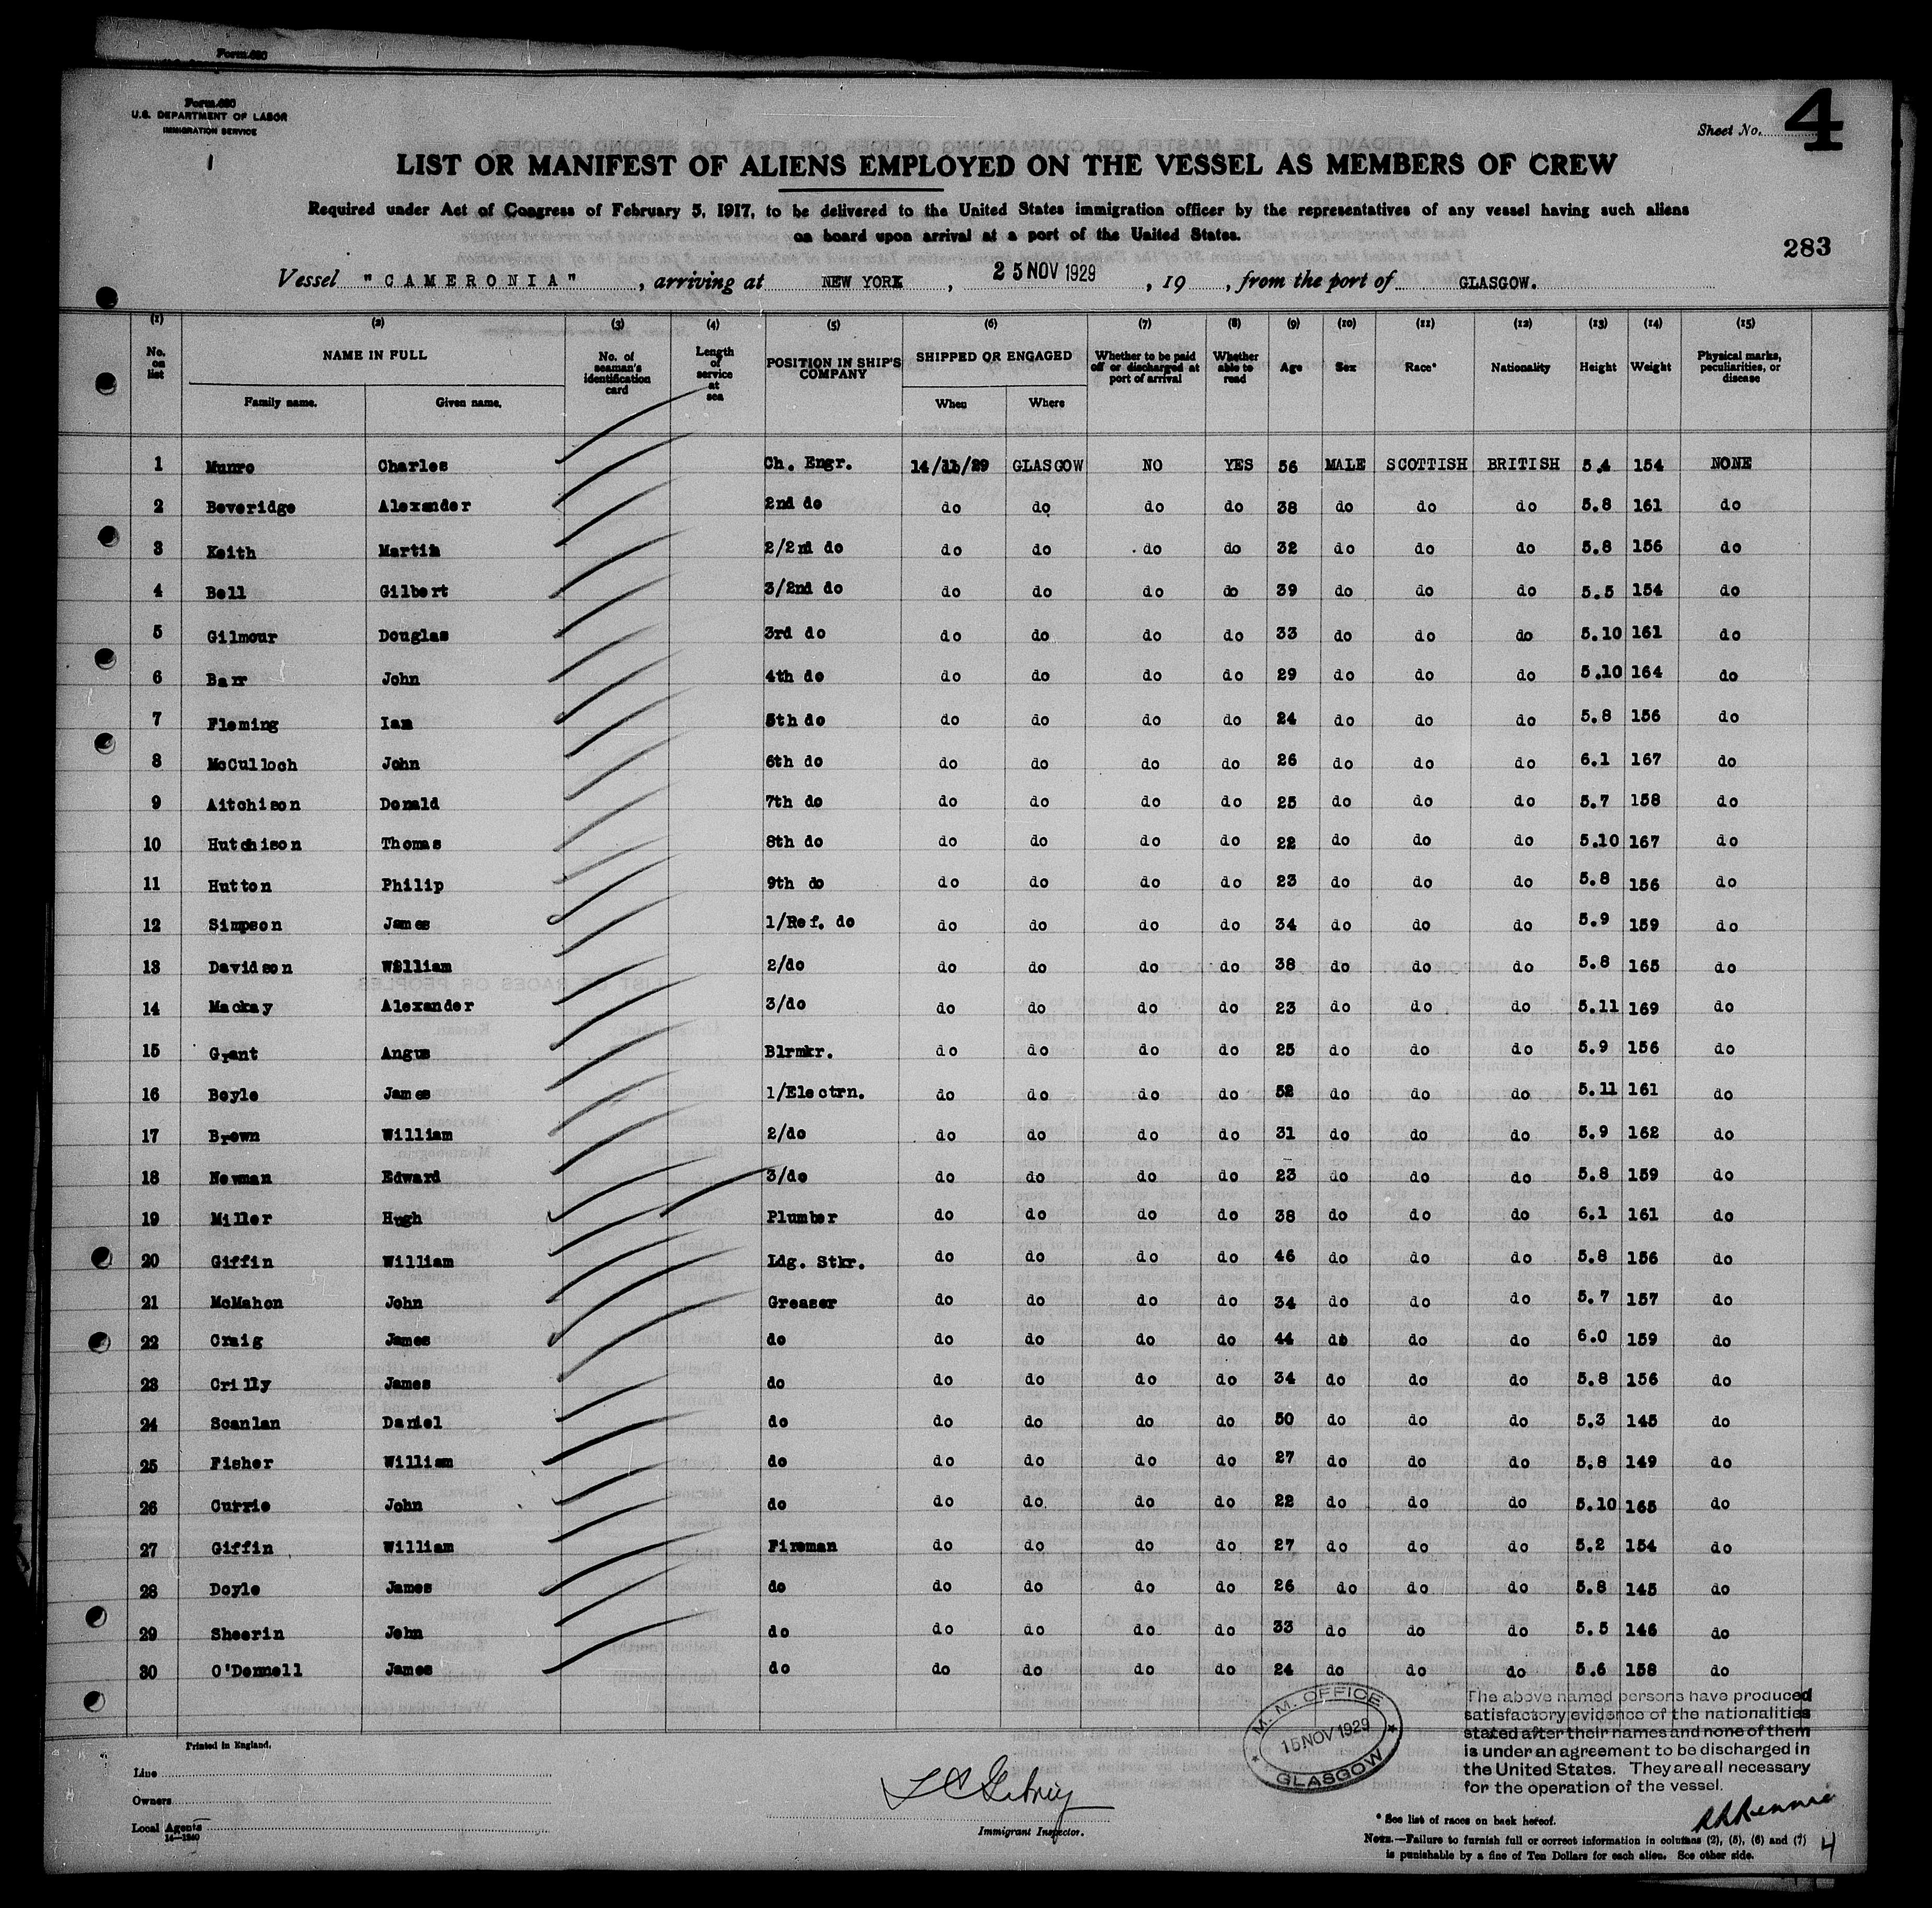 Form 680
Form 680
U.S. DEPARTMENT OF LABOR
IMMIGRATION SERVICE
Sheet No. 4
LIST OR MANIFEST OF ALIENS EMPLOYED ON THE VESSEL AS MEMBERS OF CREW
Required under Act of Congress of February 5, 1917, to be delivered to the United States immigration officer by the representatives of any vessel having such aliens
on board upon arrival at a port of the United States.
283
Vessel "CAMERONIA", arriving at NEW YORK, 25 NOV 1929, 19, from the port of GLASGOW.
(1) (2) (3) (4) (5) (6) (7) (8) (9) (10) (11) (12) (13) (14) (15)
No. on list NAME IN FULL No. of seaman's identification card Length of service at sea POSITION IN SHIP'S COMPANY SHIPPED OR ENGAGED Whether to be paid off or discharged at port of arrival Whether able to read Age Sex Race* Nationality Height Weight Physical marks, peculiarities, or disease
Family name. Given name. When Where
1 Munro Charles Ch. Engr. 14/11/29 GLASGOW NO YES 56 MALE SCOTTISH BRITISH 5.4 154 NONE
2 Beveridge Alexander 2nd do do do do do 38 do do do 5.8 161 do
3 Keith Martin 2/2nd do do do do do 32 do do do 5.8 156 do
4 Bell Gilbert 3/2nd do do do do do 39 do do do 5.5 154 do
5 Gilmour Douglas 3rd do do do do do 33 do do do 5.10 161 do
6 Barr John 4th do do do do do 29 do do do 5.10 164 do
7 Fleming Ian 5th do do do do do 24 do do do 5.8 156 do
8 McCulloch John 6th do do do do do 26 do do do 6.1 167 do
9 Aitchison Donald 7th do do do do do 25 do do do 5.7 158 do
10 Hutchison Thomas 8th do do do do do 22 do do do 5.10 167 do
11 Hutton Philip 9th do do do do do 23 do do do 5.8 156 do
12 Simpson James 1/Ref. do do do do do 34 do do do 5.9 159 do
13 Davidson William 2/do do do do do 38 do do do 5.8 165 do
14 Mackay Alexander 3/do do do do do 23 do do do 5.11 169 do
15 Grant Angus Blrmkr. do do do do 25 do do do 5.9 156 do
16 Boyle James 1/Electrn. do do do do 52 do do do 5.11 161 do
17 Brown William 2/do do do do do 31 do do do 5.9 162 do
18 Newman Edward 3/do do do do do 23 do do do 5.8 159 do
19 Miller Hugh Plumber do do do do 38 do do do 6.1 161 do
20 Giffin William Ldg. Stkr. do do do do 46 do do do 5.8 156 do
21 McMahon John Greaser do do do do 34 do do do 5.7 157 do
22 Craig James do do do do do 44 do do do 6.0 159 do
23 Crilly James do do do do do 34 do do do 5.8 156 do
24 Scanlan Daniel do do do do do 50 do do do 5.3 145 do
25 Fisher William do do do do do 27 do do do 5.8 149 do
26 Currie John do do do do do 22 do do do 5.10 165 do
27 Giffin William Fireman do do do do 27 do do do 5.2 154 do
28 Doyle James do do do do do 26 do do do 5.8 145 do
29 Sheerin John do do do do do 33 do do do 5.5 146 do
30 O'Donnell James do do do do do 24 do do do 5.6 158 do
M. M. OFFICE
15 NOV 1929
GLASGOW
The above named persons have produced
satisfactory evidence of the nationalities
stated after their names and none of them
is under an agreement to be discharged in
the United States. They are all necessary
for the operation of the vessel.
Printed in England.
Line
Owners
Local Agents
14—1240
Immigrant Inspector.
* See list of races on back hereof.
NOTE.—Failure to furnish full or correct information in columns (2), (5), (6) and (7)
is punishable by a fine of Ten Dollars for each alien. See other side.
4